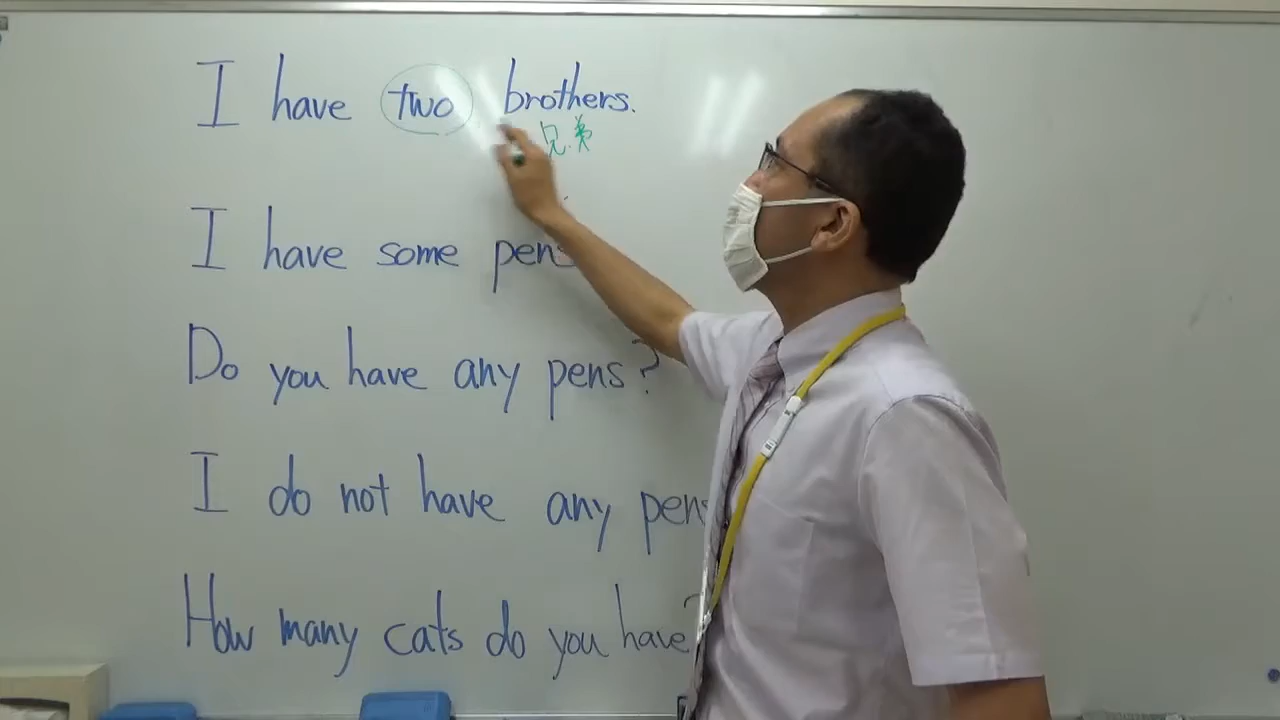 I have two brothers.
兄.弟
I have some pens
Do you have any pens?
I do not have any pens
How many cats do you have?